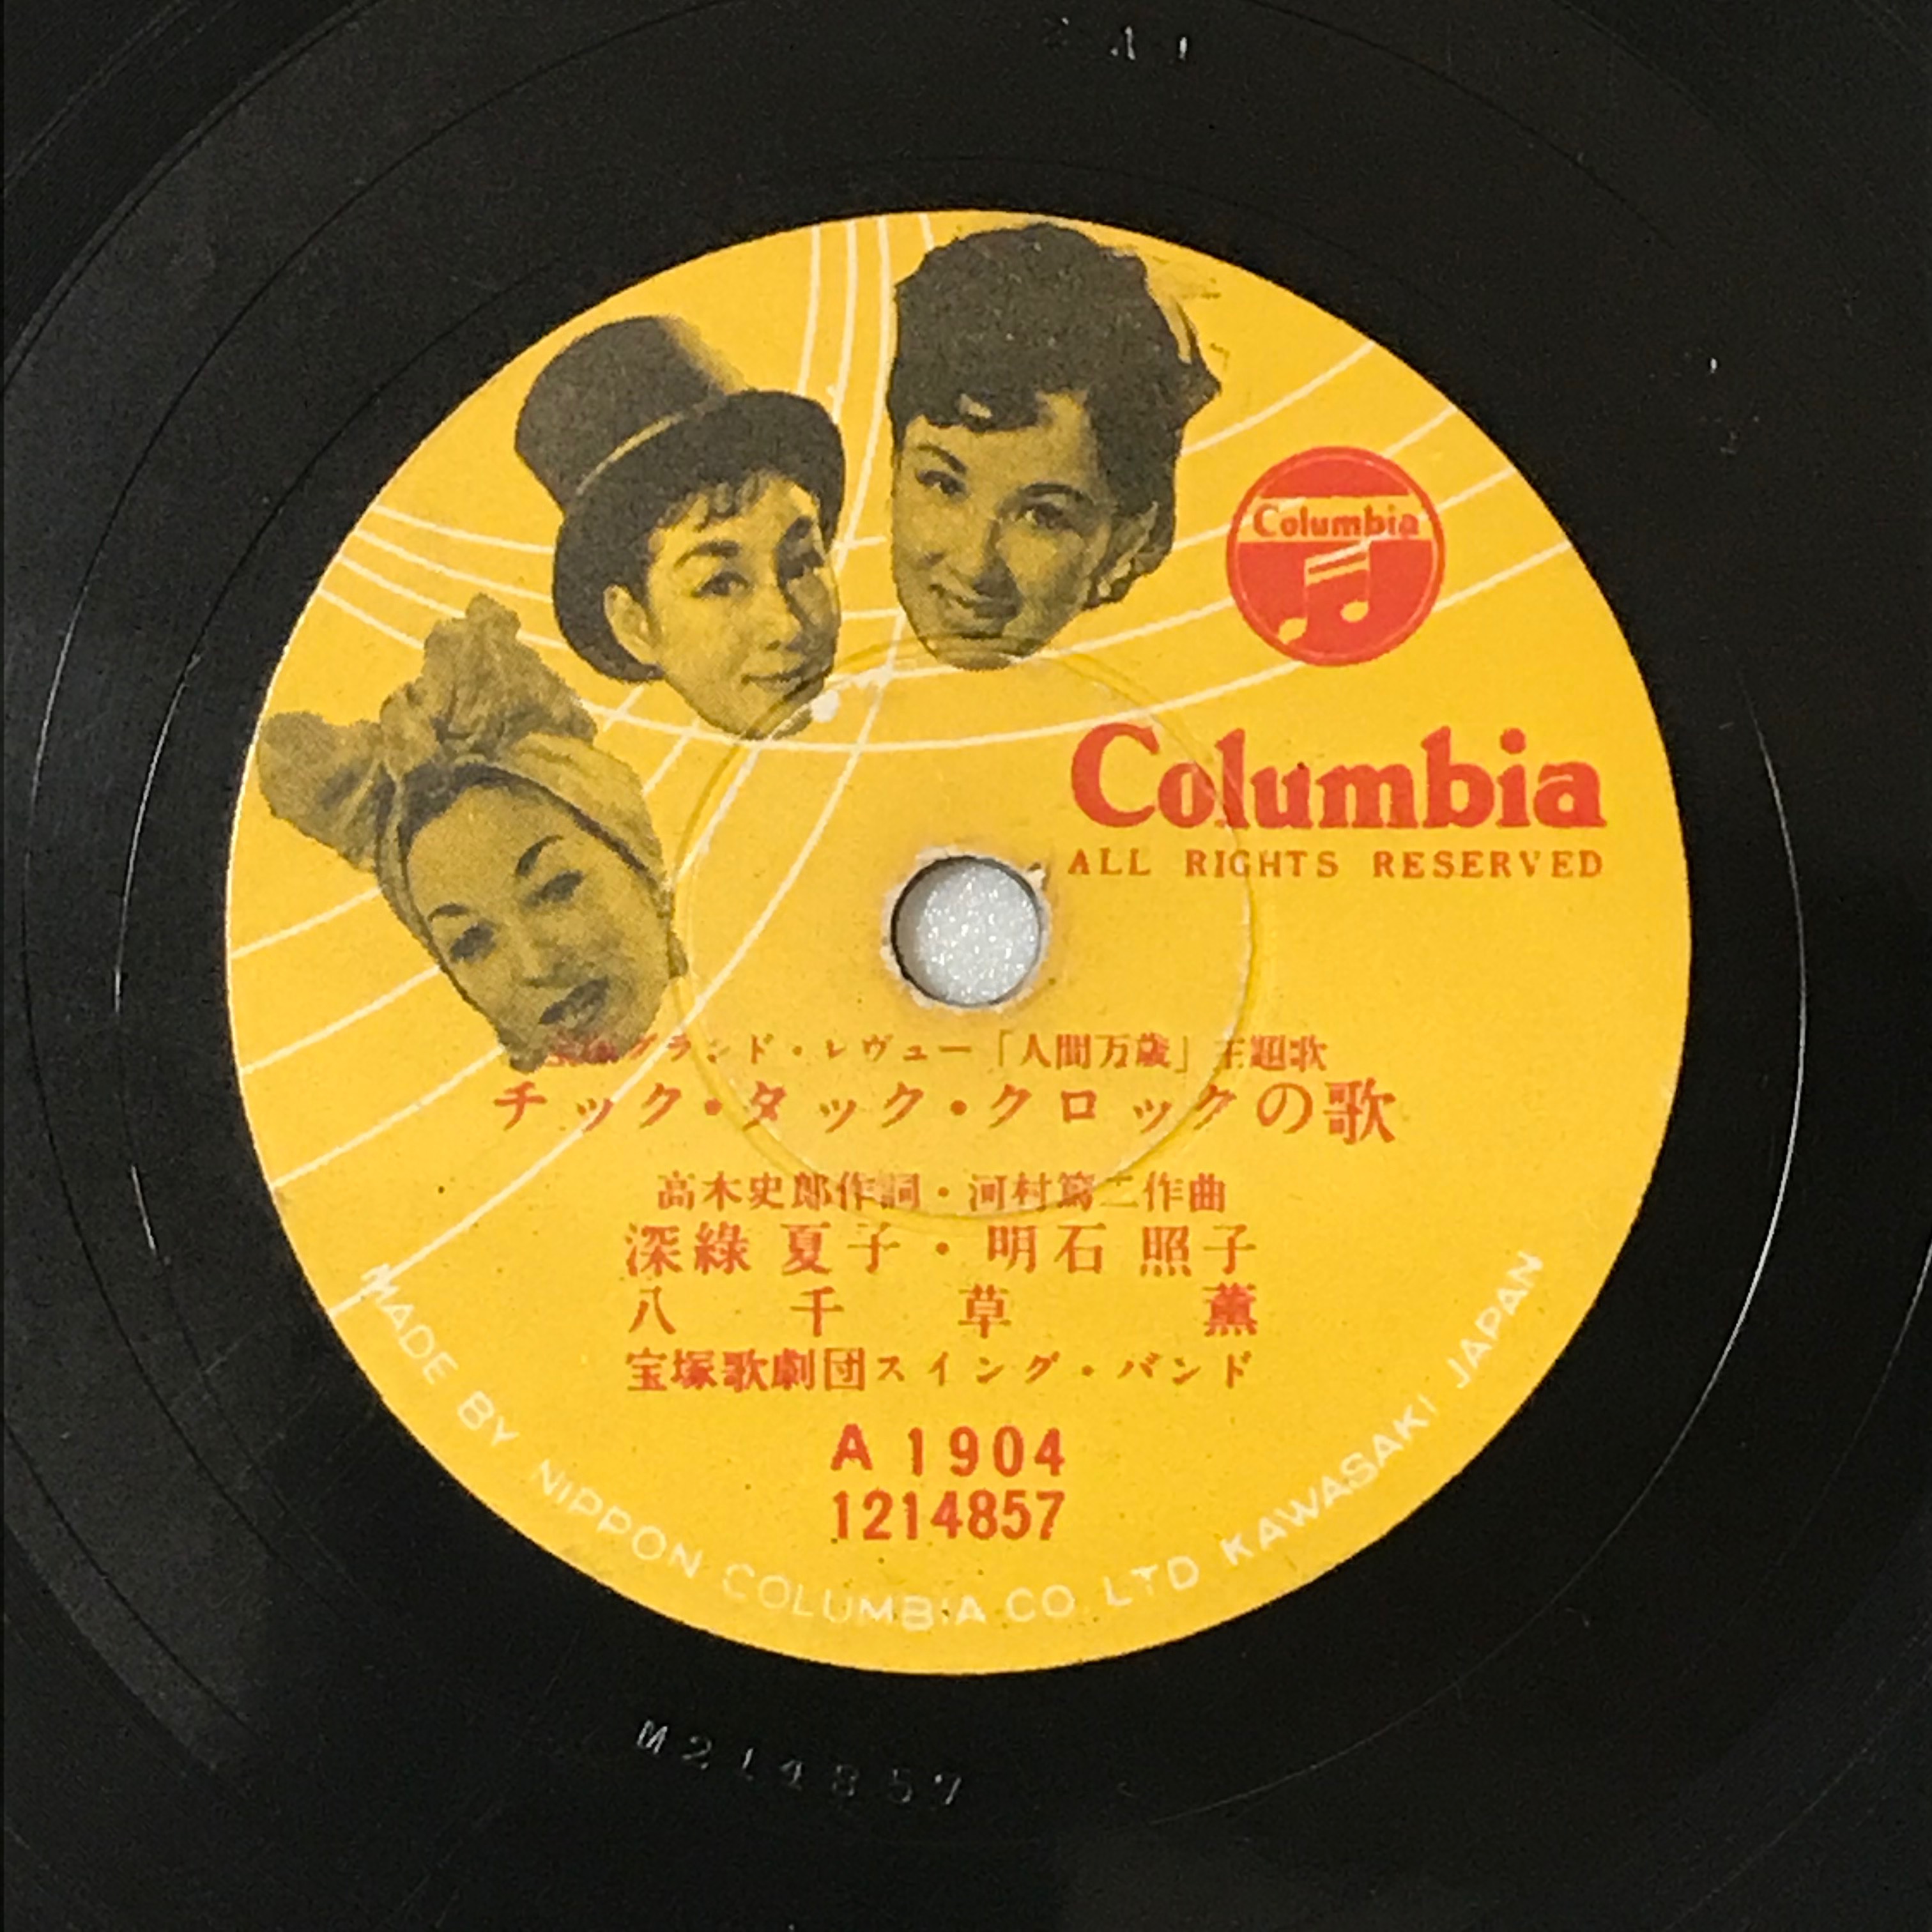 Columbia
Columbia
ALL RIGHTS RESERVED
グランド・レヴュー「人間万歳」主題歌
チック・タック・クロックの歌
高木史郎作詞・河村篤二作曲
深綠 夏子・明石 照子
八千草 薫
宝塚歌劇団スイング・バンド
A 1904
1214857
MADE BY NIPPON COLUMBIA CO LTD KAWASAKI JAPAN
M214857